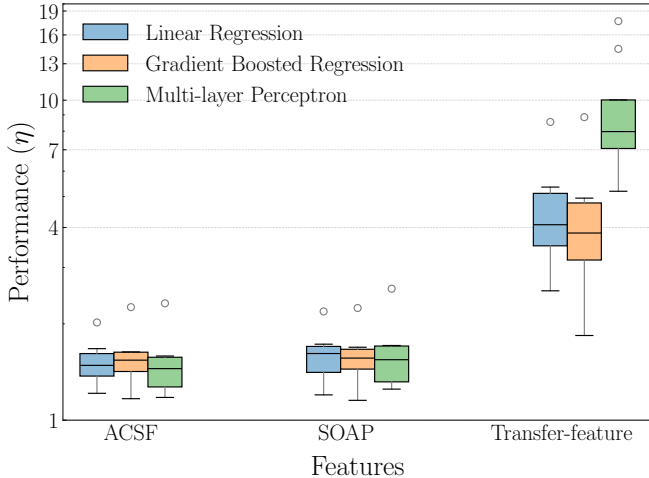 19
16
13
10
7
4
1
Performance (η)
Linear Regression
Gradient Boosted Regression
Multi-layer Perceptron
ACSF
SOAP
Transfer-feature
Features